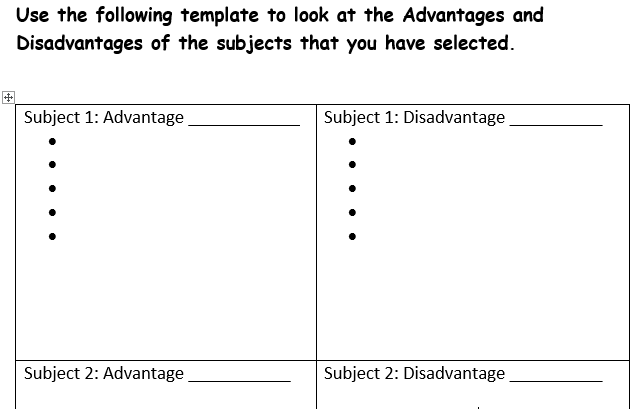 Use the following template to look at the Advantages and
Disadvantages of the subjects that you have selected.
Subject 1: Advantage ____________
Subject 1: Disadvantage __________
•
•
•
•
•
•
•
•
•
•
Subject 2: Advantage ___________
Subject 2: Disadvantage __________